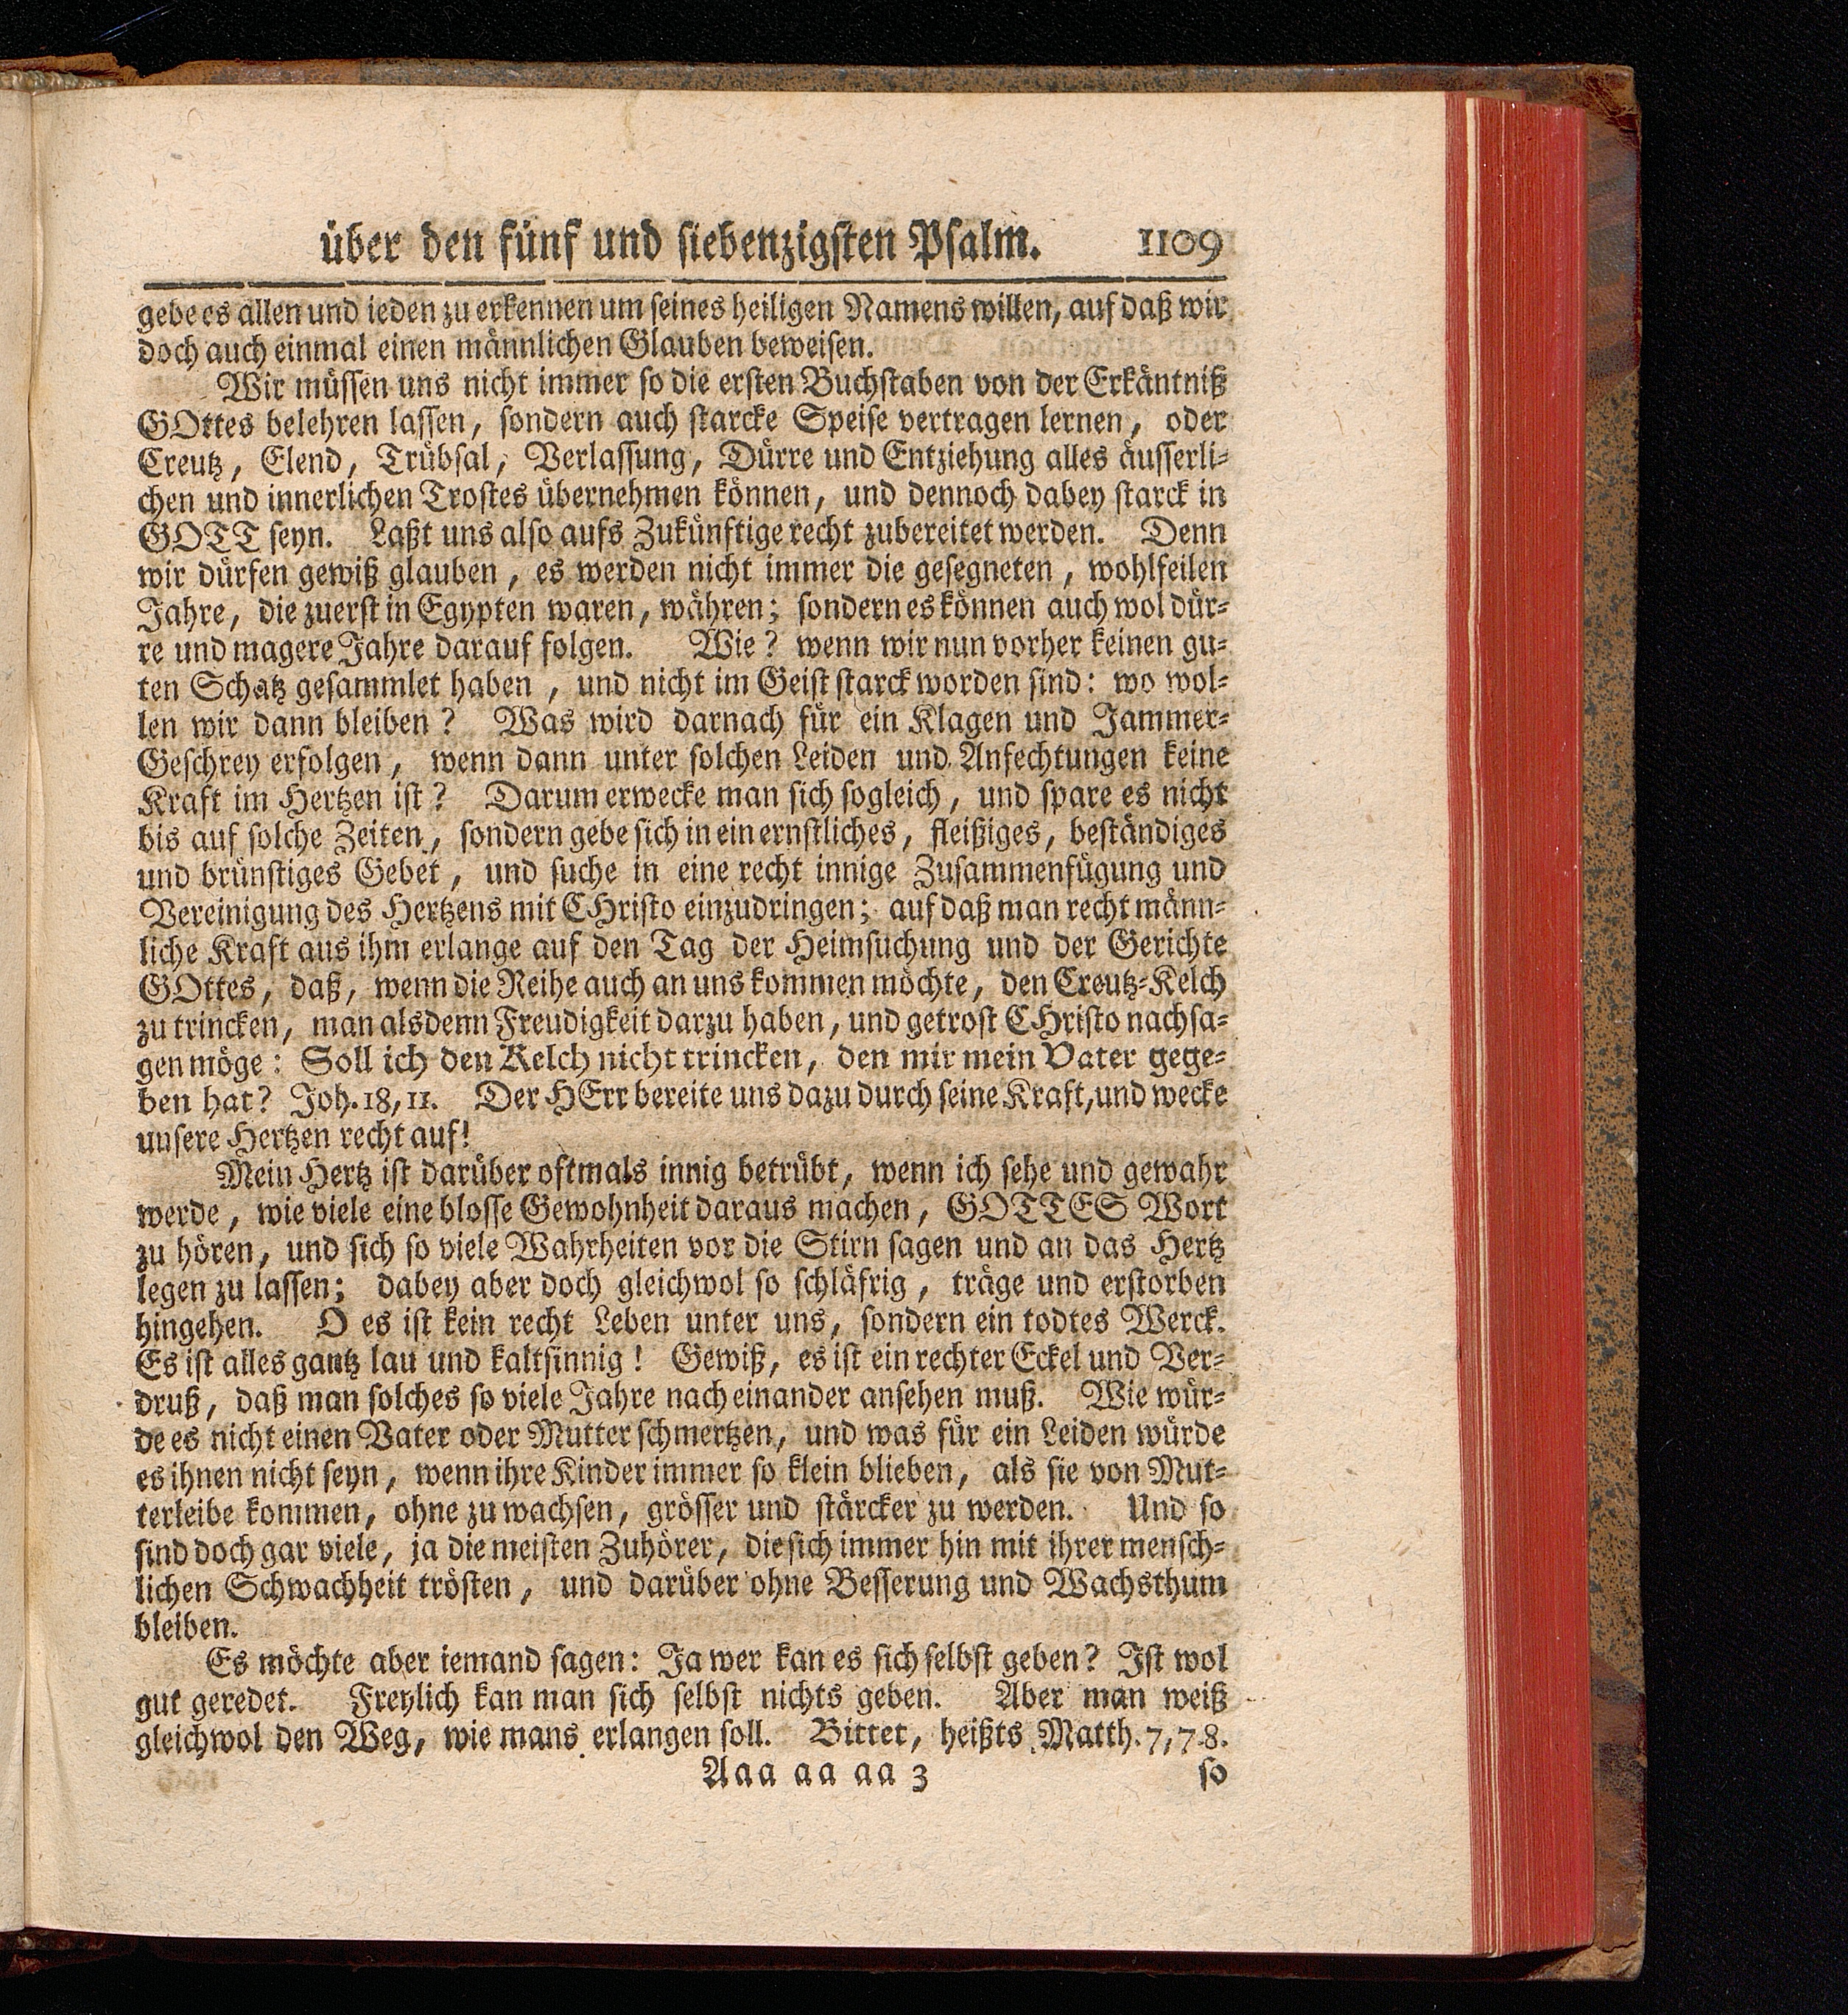 über den fünf und siebenzigsten Psalm. 1109
gebe es allen und ieden zu erkennen um seines heiligen Namens willen, auf daß wir
doch auch einmal einen männlichen Glauben beweisen.
Wir müssen uns nicht immer so die ersten Buchstaben von der Erkäntniß
GOttes belehren lassen, sondern auch starcke Speise vertragen lernen, oder
Creutz, Elend, Trübsal, Verlassung, Dürre und Entziehung alles äusserli-
chen und innerlichen Trostes übernehmen können, und dennoch dabey starck in
GOTT seyn. Laßt uns also aufs Zukünftige recht zubereitet werden. Denn
wir dürfen gewiß glauben, es werden nicht immer die gesegneten, wohlfeilen
Jahre, die zuerst in Egypten waren, währen; sondern es können auch wol dür-
re und magere Jahre darauf folgen. Wie? wenn wir nun vorher keinen gu-
ten Schatz gesammlet haben, und nicht im Geist starck worden sind: wo wol-
len wir dann bleiben? Was wird darnach für ein Klagen und Jammer-
Geschrey erfolgen, wenn dann unter solchen Leiden und Anfechtungen keine
Kraft im Hertzen ist? Darum erwecke man sich sogleich, und spare es nicht
bis auf solche Zeiten, sondern gebe sich in ein ernstliches, fleißiges, beständiges
und brünstiges Gebet, und suche in eine recht innige Zusammenfügung und
Vereinigung des Hertzens mit CHristo einzudringen; auf daß man recht männ-
liche Kraft aus ihm erlange auf den Tag der Heimsuchung und der Gerichte
GOttes, daß, wenn die Reihe auch an uns kommen möchte, den Creutz-Kelch
zu trincken, man alsdenn Freudigkeit darzu haben, und getrost CHristo nachsa-
gen möge: Soll ich den Kelch nicht trincken, den mir mein Vater gege-
ben hat? Joh. 18, 11. Der HErr bereite uns dazu durch seine Kraft, und wecke
unsere Hertzen recht auf!
Mein Hertz ist darüber oftmals innig betrübt, wenn ich sehe und gewahr
werde, wie viele eine blosse Gewohnheit daraus machen, GOTTES Wort
zu hören, und sich so viele Wahrheiten vor die Stirn sagen und an das Hertz
legen zu lassen; dabey aber doch gleichwol so schläfrig, träge und erstorben
hingehen. O es ist kein recht Leben unter uns, sondern ein todtes Werck.
Es ist alles gantz lau und kaltsinnig! Gewiß, es ist ein rechter Eckel und Ver-
druß, daß man solches so viele Jahre nach einander ansehen muß. Wie wür-
de es nicht einen Vater oder Mutter schmertzen, und was für ein Leiden würde
es ihnen nicht seyn, wenn ihre Kinder immer so klein blieben, als sie von Mut-
terleibe kommen, ohne zu wachsen, grösser und stärcker zu werden. Und so
sind doch gar viele, ja die meisten Zuhörer, die sich immer hin mit ihrer mensch-
lichen Schwachheit trösten, und darüber ohne Besserung und Wachsthum
bleiben.
Es möchte aber iemand sagen: Ja wer kan es sich selbst geben? Ist wol
gut geredet. Freylich kan man sich selbst nichts geben. Aber man weiß
gleichwol den Weg, wie mans erlangen soll. Bittet, heißts Matth. 7, 7. 8.
Aaa aa aa 3 so